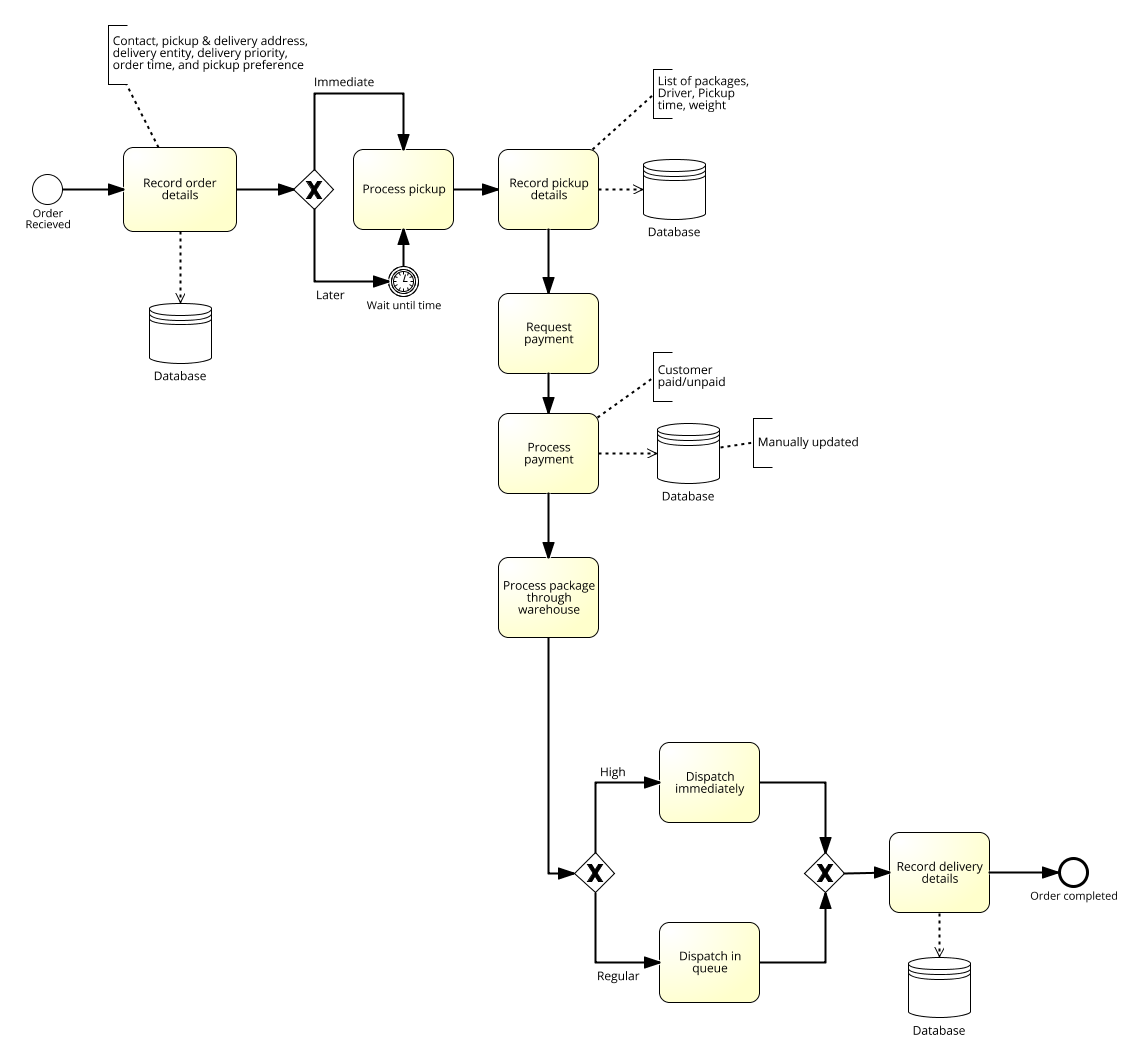 Contact, pickup & delivery address,
delivery entity, delivery priority,
order time, and pickup preference
Immediate
List of packages,
Driver, Pickup
time, weight
Order
Recieved
Record order
details
X
Process pickup
Record pickup
details
Database
Later
Wait until time
Database
Request
payment
Customer
paid/unpaid
Process
payment
Manually updated
Database
Process package
through
warehouse
High
Dispatch
immediately
X
X
Record delivery
details
Order completed
Regular
Dispatch in
queue
Database